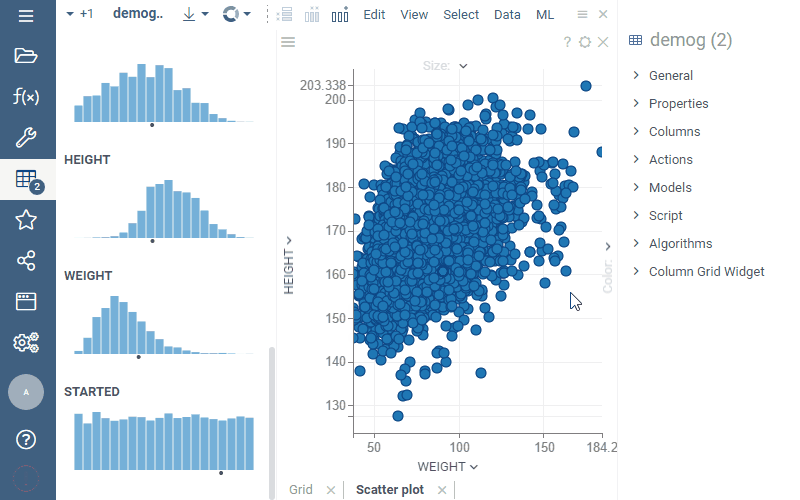 +1 demog.. Edit View Select Data ML
f(x)
2
A
HEIGHT
WEIGHT
STARTED
?
Size:
203.338
200
190
180
170
160
150
140
130
HEIGHT
Color:
50 100 150 184.2
WEIGHT
Grid Scatter plot
demog (2)
General
Properties
Columns
Actions
Models
Script
Algorithms
Column Grid Widget